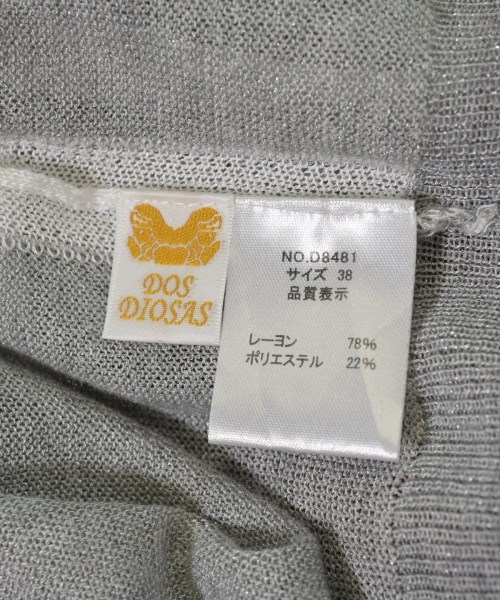 DOS
DIOSAS
NO.D8481
サイズ 38
品質表示
レーヨン 78%
ポリエステル 22%